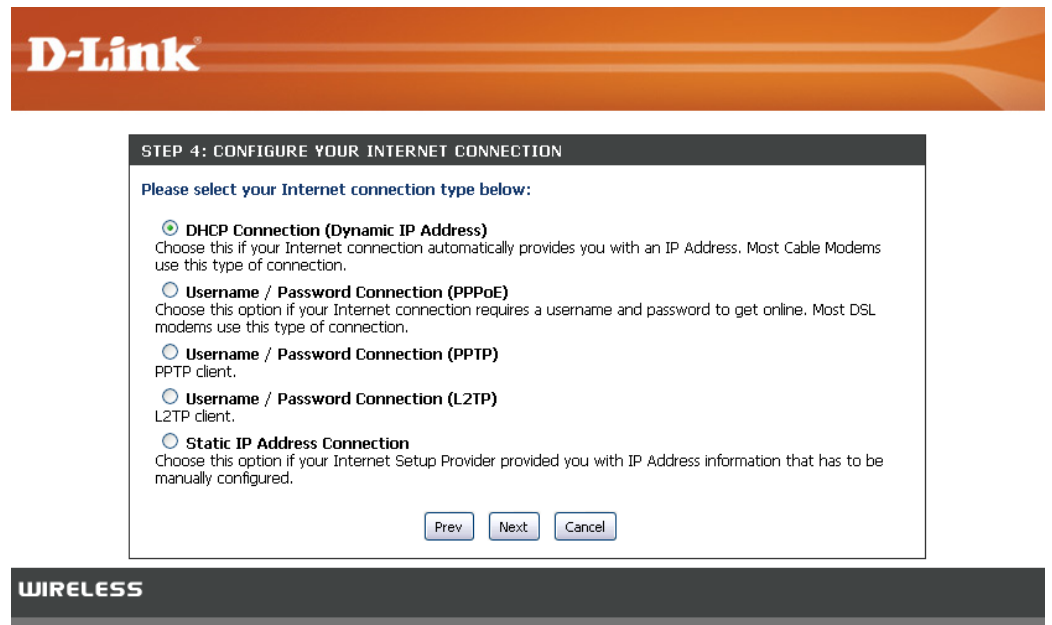 D-Link®
STEP 4: CONFIGURE YOUR INTERNET CONNECTION
Please select your Internet connection type below:
DHCP Connection (Dynamic IP Address)
Choose this if your Internet connection automatically provides you with an IP Address. Most Cable Modems
use this type of connection.
Username / Password Connection (PPPoE)
Choose this option if your Internet connection requires a username and password to get online. Most DSL
modems use this type of connection.
Username / Password Connection (PPTP)
PPTP client.
Username / Password Connection (L2TP)
L2TP client.
Static IP Address Connection
Choose this option if your Internet Setup Provider provided you with IP Address information that has to be
manually configured.
Prev Next Cancel
WIRELESS